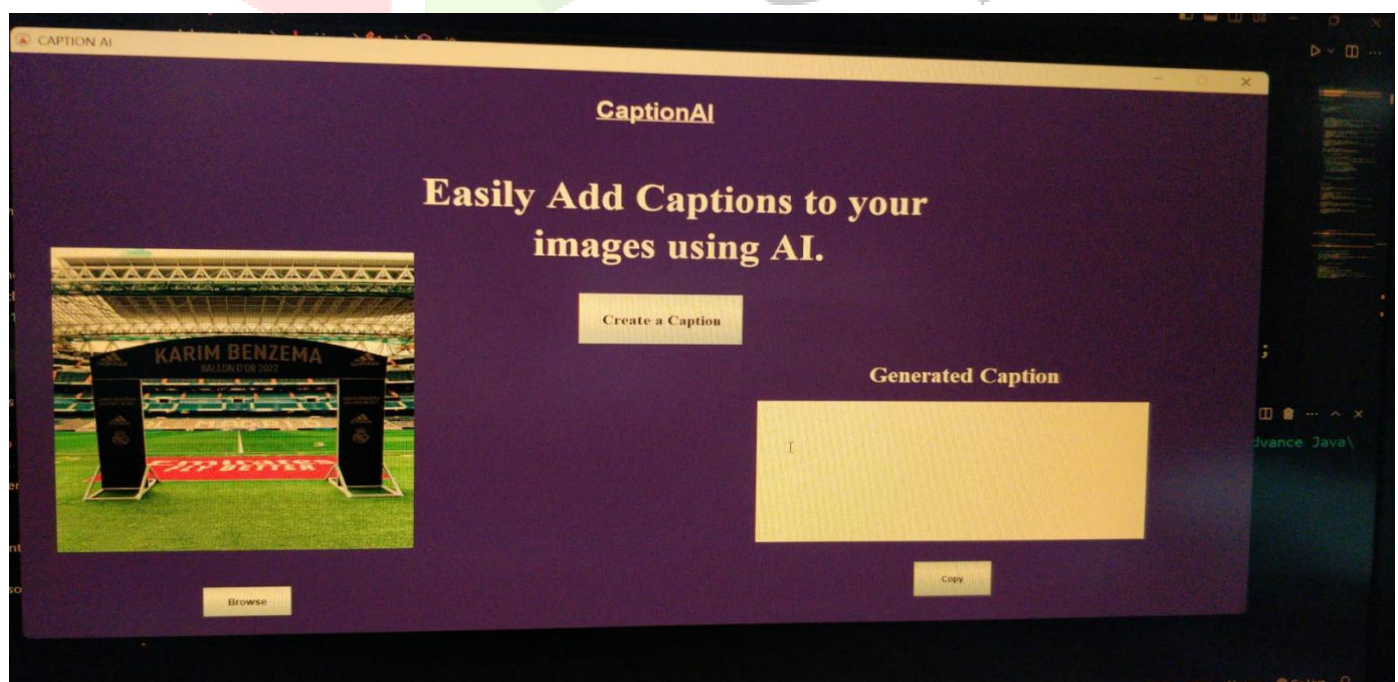 CAPTION AI
CaptionAI
Easily Add Captions to your
images using AI.
Create a Caption
KARIM BENZEMA
BALLON D'OR 2022
Generated Caption
Browse
Copy
;
dvance Java\